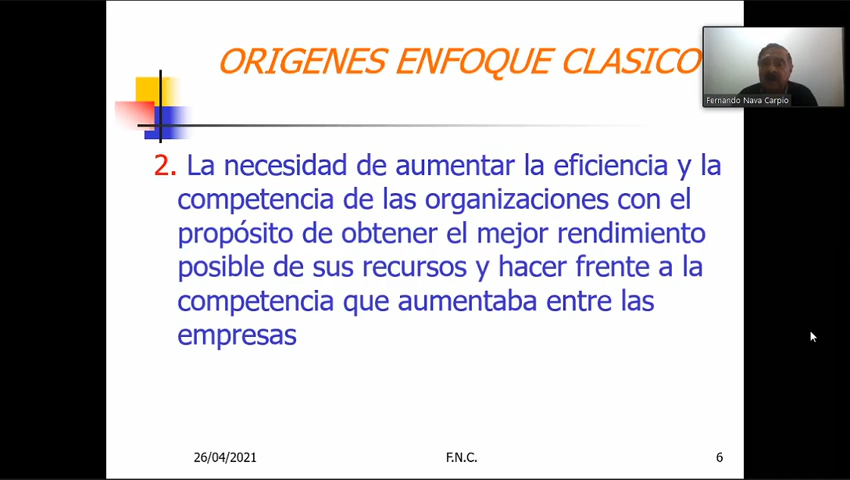 ORIGENES ENFOQUE CLASICO
Fernando Nava Carpio
2. La necesidad de aumentar la eficiencia y la
competencia de las organizaciones con el
propósito de obtener el mejor rendimiento
posible de sus recursos y hacer frente a la
competencia que aumentaba entre las
empresas
26/04/2021
F.N.C.
6